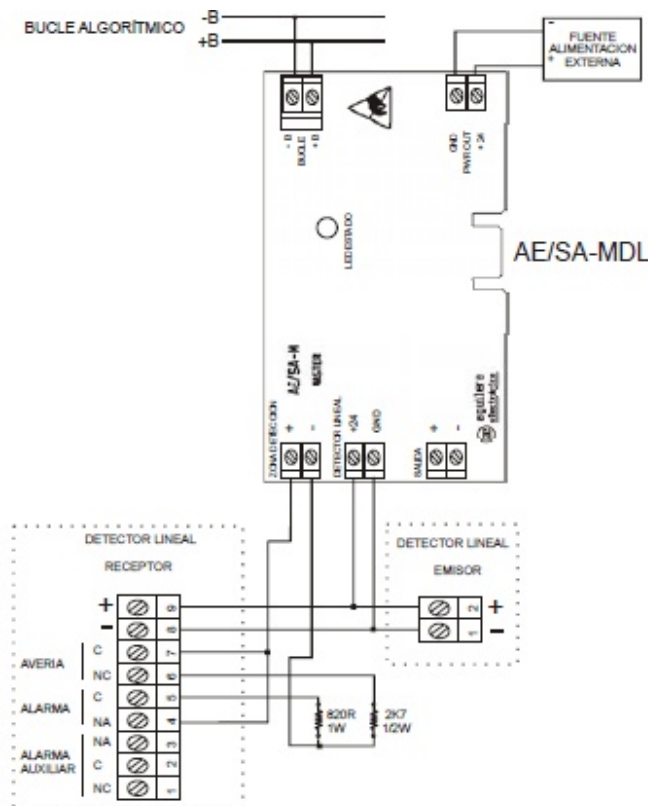 BUCLE ALGORÍTMICO
-B
+B
-
+
FUENTE
ALIMENTACION
EXTERNA
- B
+ B
BUCLE
GND
+ 24
PWR OUT
LED ESTADO
AE/SA-MDL
AE/SA-M
MASTER
aguilera
electronica
ZONA DETECCION
+
-
DETECTOR LINEAL
+24
GND
SALIDA
+
-
DETECTOR LINEAL
RECEPTOR
DETECTOR LINEAL
EMISOR
+ 9
- 8
2 +
1 -
AVERIA
C 7
NC 6
ALARMA
C 5
NA 4
ALARMA
AUXILIAR
NA 3
C 2
NC 1
820R
1W
2K7
1/2W